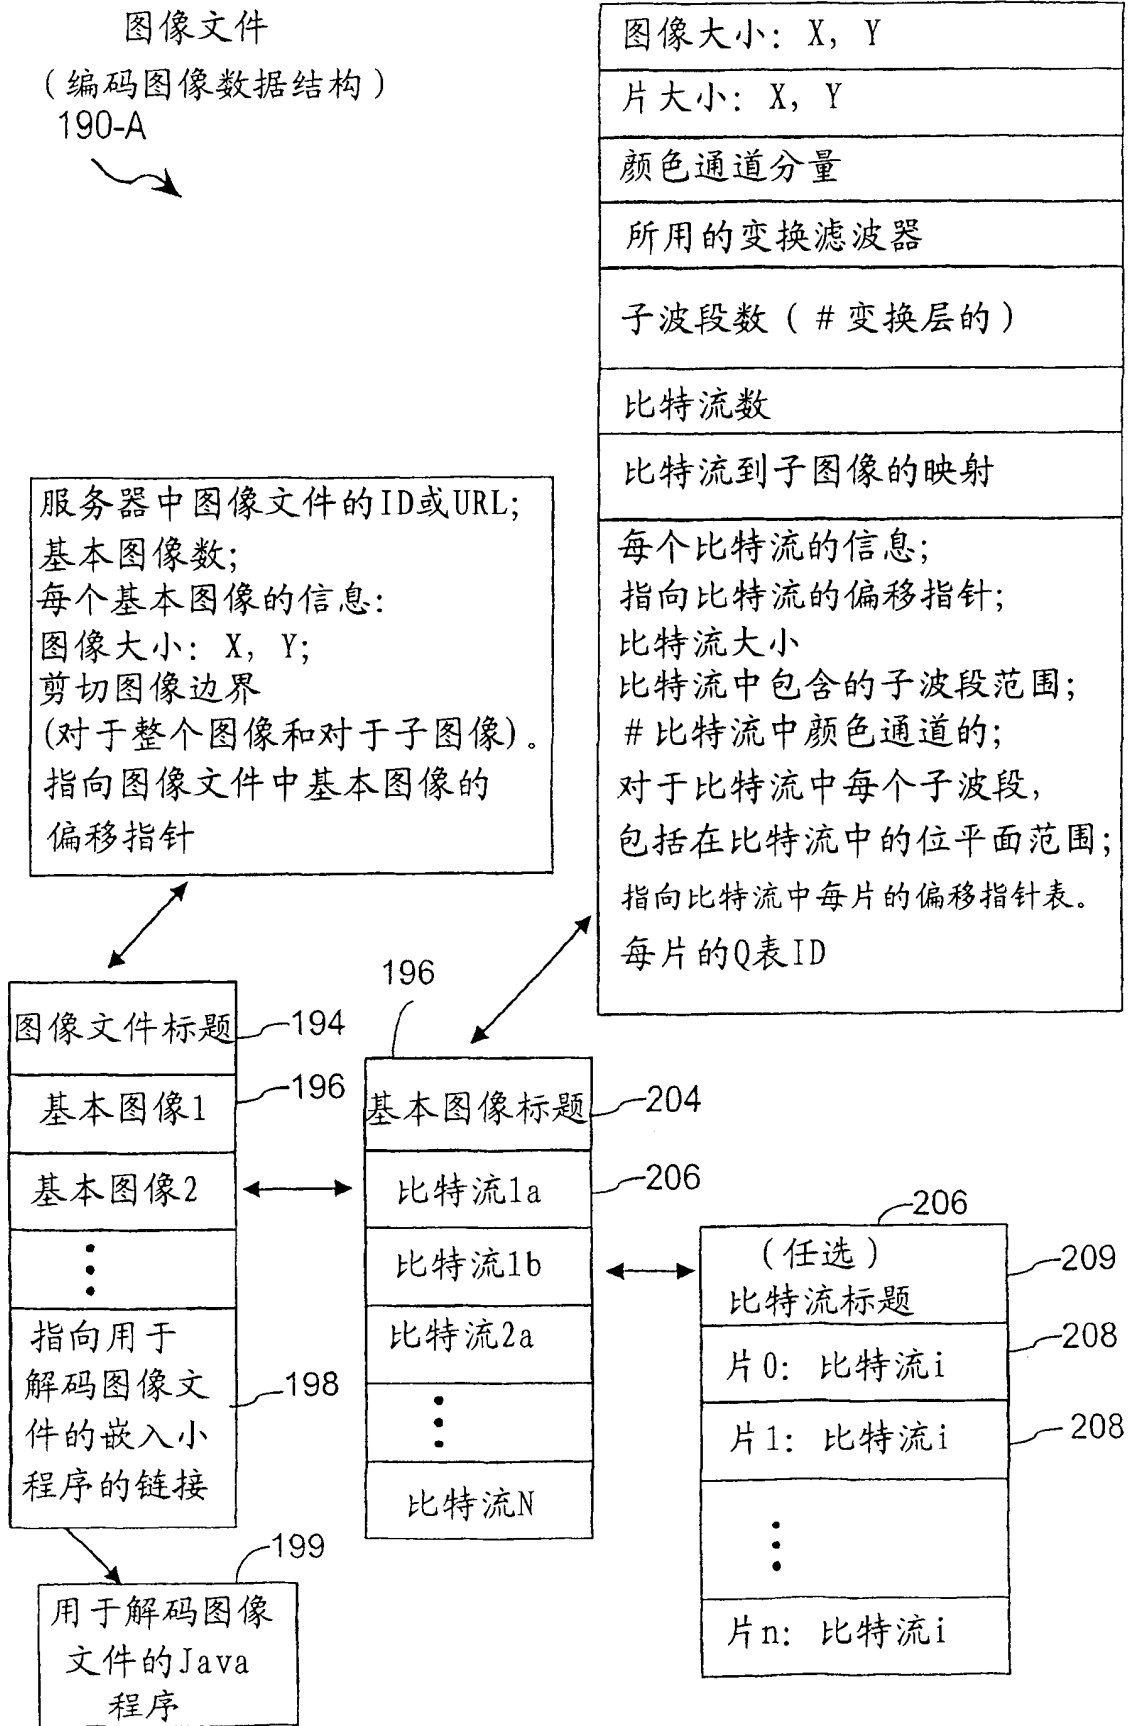 图像文件
（编码图像数据结构）
190-A
图像大小: X, Y
片大小: X, Y
颜色通道分量
所用的变换滤波器
子波段数（#变换层的）
比特流数
比特流到子图像的映射
每个比特流的信息;
指向比特流的偏移指针;
比特流大小
比特流中包含的子波段范围;
#比特流中颜色通道的;
对于比特流中每个子波段,
包括在比特流中的位平面范围;
指向比特流中每片的偏移指针表。
每片的Q表ID
服务器中图像文件的ID或URL;
基本图像数;
每个基本图像的信息:
图像大小: X, Y;
剪切图像边界
(对于整个图像和对于子图像)。
指向图像文件中基本图像的
偏移指针
图像文件标题
194
基本图像1
196
基本图像2
指向用于
解码图像文
件的嵌入小
程序的链接
198
199
用于解码图像
文件的Java
程序
196
基本图像标题
204
比特流1a
206
比特流1b
比特流2a
比特流N
206
（任选）
比特流标题
209
片0: 比特流i
208
片1: 比特流i
208
片n: 比特流i